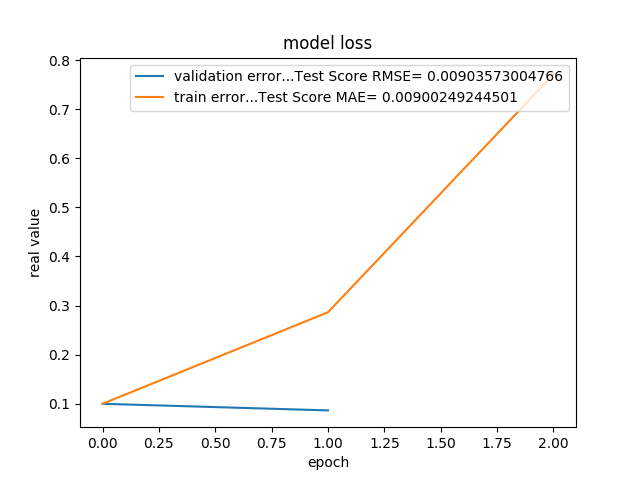 model loss
validation error...Test Score RMSE= 0.00903573004766
train error...Test Score MAE= 0.00900249244501
0.8
0.7
0.6
0.5
0.4
0.3
0.2
0.1
real value
0.00 0.25 0.50 0.75 1.00 1.25 1.50 1.75 2.00
epoch